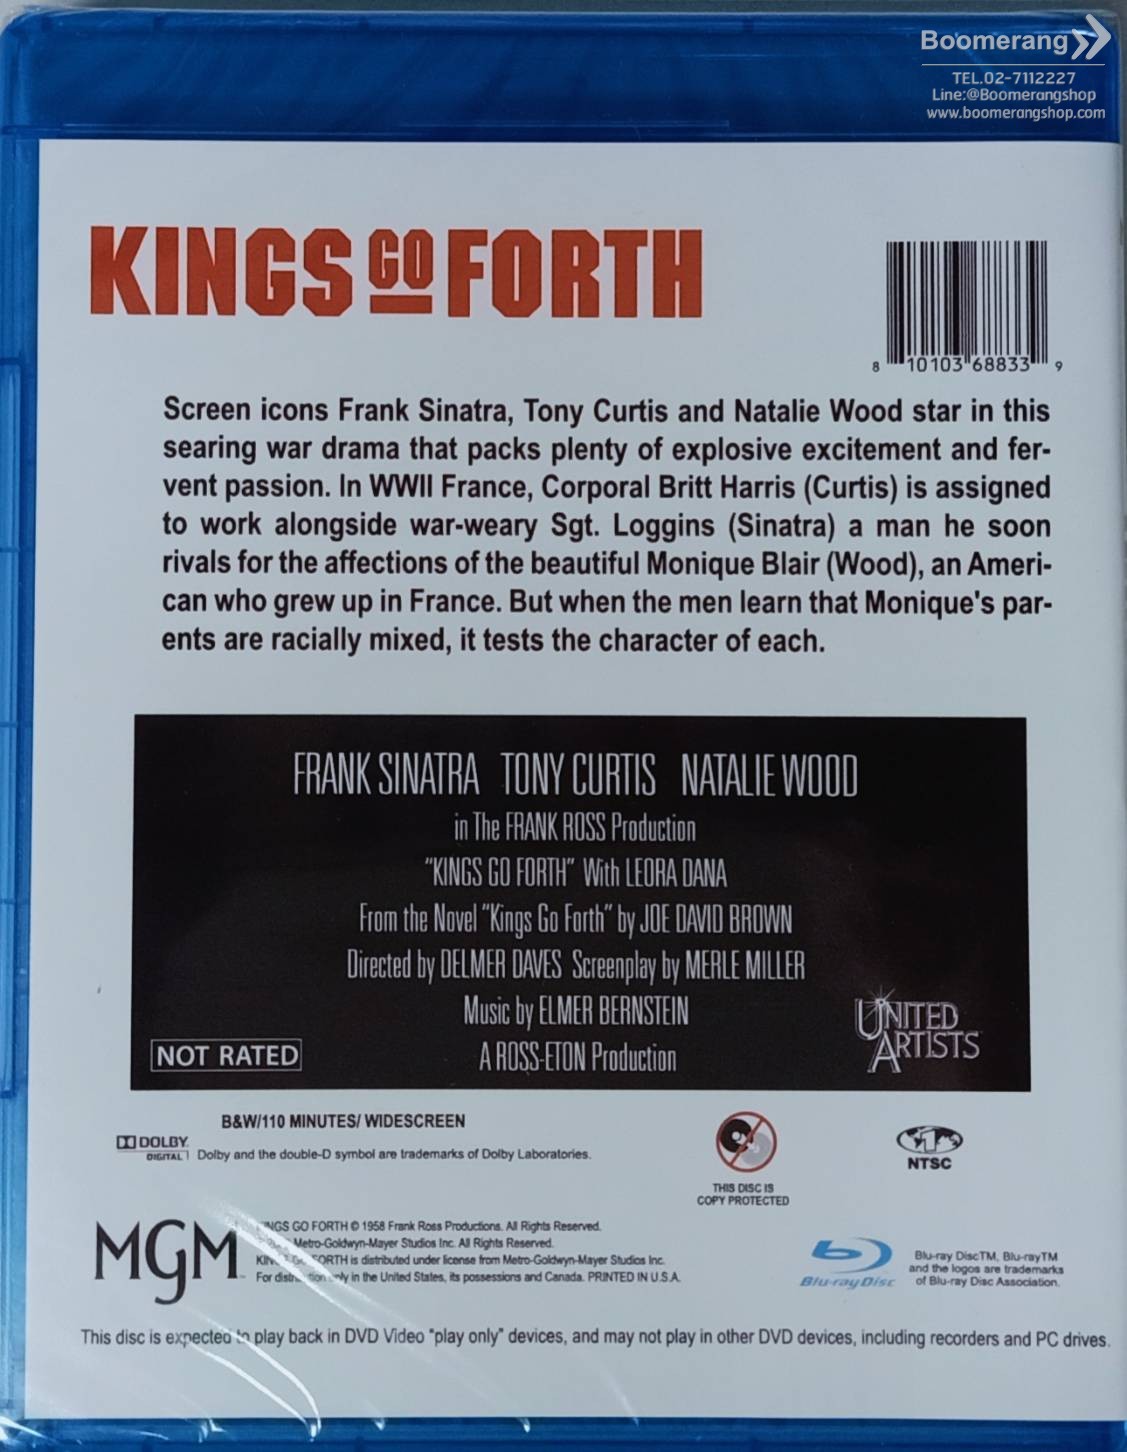 Boomerang
TEL.02-7112227
Line:@Boomerangshop
www.boomerangshop.com
KINGS GO FORTH
8 10103 68833 9
Screen icons Frank Sinatra, Tony Curtis and Natalie Wood star in this
searing war drama that packs plenty of explosive excitement and fer-
vent passion. In WWII France, Corporal Britt Harris (Curtis) is assigned
to work alongside war-weary Sgt. Loggins (Sinatra) a man he soon
rivals for the affections of the beautiful Monique Blair (Wood), an Ameri-
can who grew up in France. But when the men learn that Monique's par-
ents are racially mixed, it tests the character of each.
FRANK SINATRA TONY CURTIS NATALIE WOOD
in The FRANK ROSS Production
"KINGS GO FORTH" With LEORA DANA
From the Novel "Kings Go Forth" by JOE DAVID BROWN
Directed by DELMER DAVES Screenplay by MERLE MILLER
Music by ELMER BERNSTEIN
A ROSS-ETON Production
NOT RATED
UNITED
ARTISTS
B&W/110 MINUTES/ WIDESCREEN
DOLBY
DIGITAL
Dolby and the double-D symbol are trademarks of Dolby Laboratories.
THIS DISC IS
COPY PROTECTED
1
NTSC
MGM
KINGS GO FORTH © 1958 Frank Ross Productions. All Rights Reserved.
Metro-Goldwyn-Mayer Studios Inc. All Rights Reserved.
KINGS GO FORTH is distributed under license from Metro-Goldwyn-Mayer Studios Inc.
For distribution only in the United States, its possessions and Canada. PRINTED IN U.S.A.
Blu-ray Disc
Blu-ray DiscTM, Blu-rayTM
and the logos are trademarks
of Blu-ray Disc Association.
This disc is expected to play back in DVD Video "play only" devices, and may not play in other DVD devices, including recorders and PC drives.